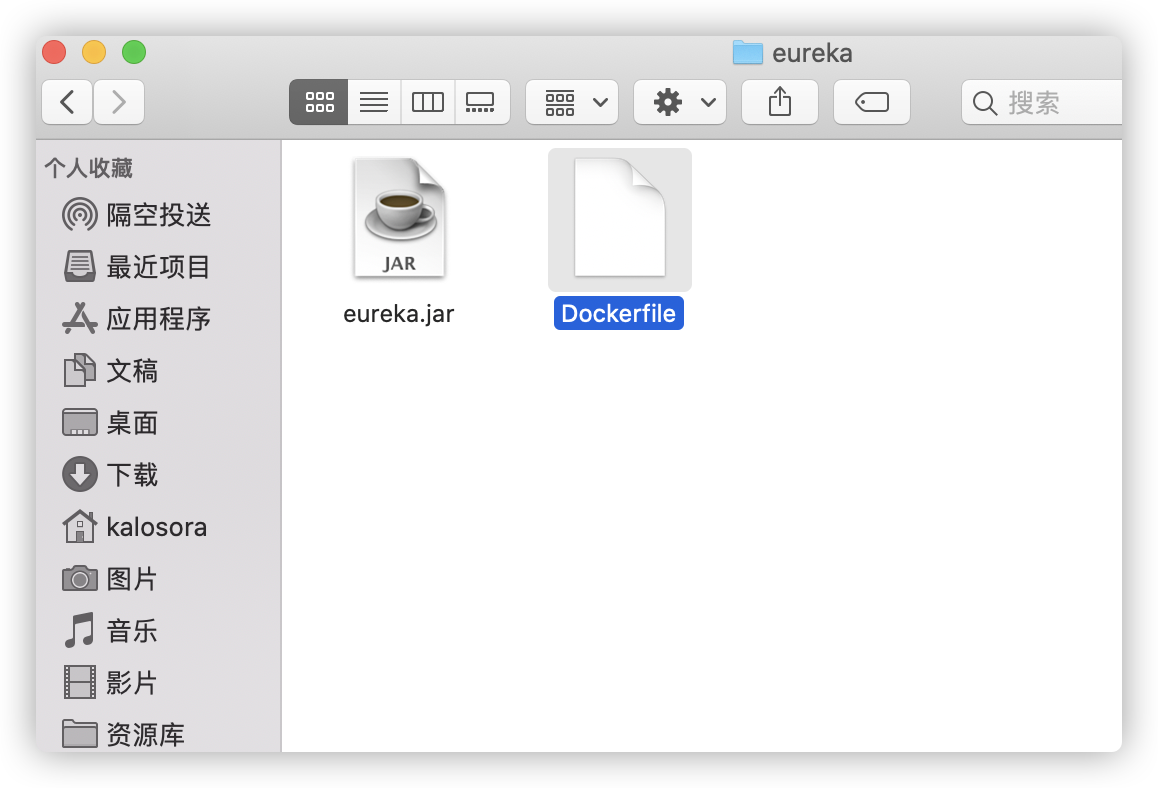 eureka
搜索
个人收藏
隔空投送
最近项目
应用程序
文稿
桌面
下载
kalosora
图片
音乐
影片
资源库
JAR
eureka.jar
Dockerfile